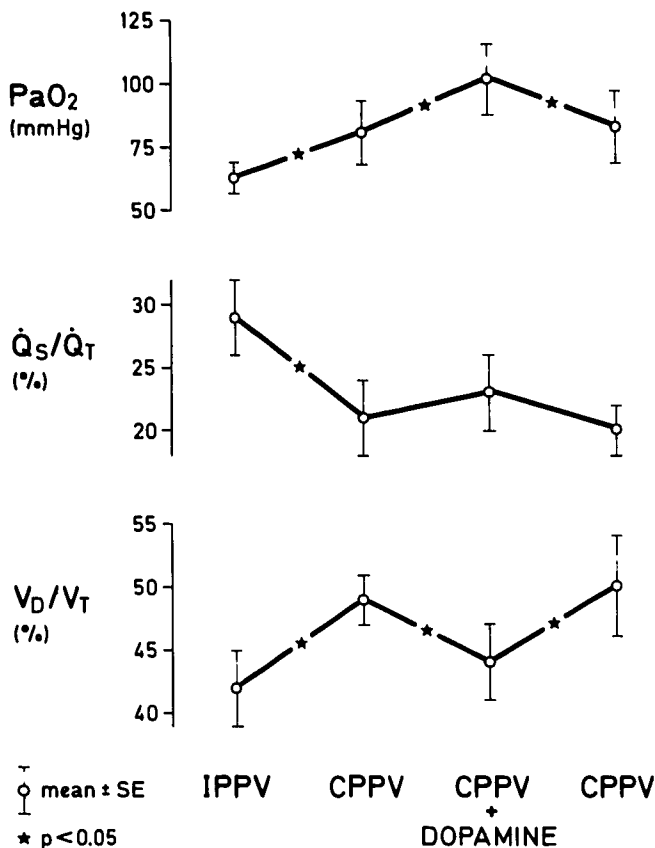 125
PaO₂
100
(mmHg)
75
50
30
Q̇S/Q̇T
25
(%)
20
55
50
VD/VT
(%)
45
40
IPPV CPPV CPPV CPPV
+
DOPAMINE
mean ± SE
★ p<0.05